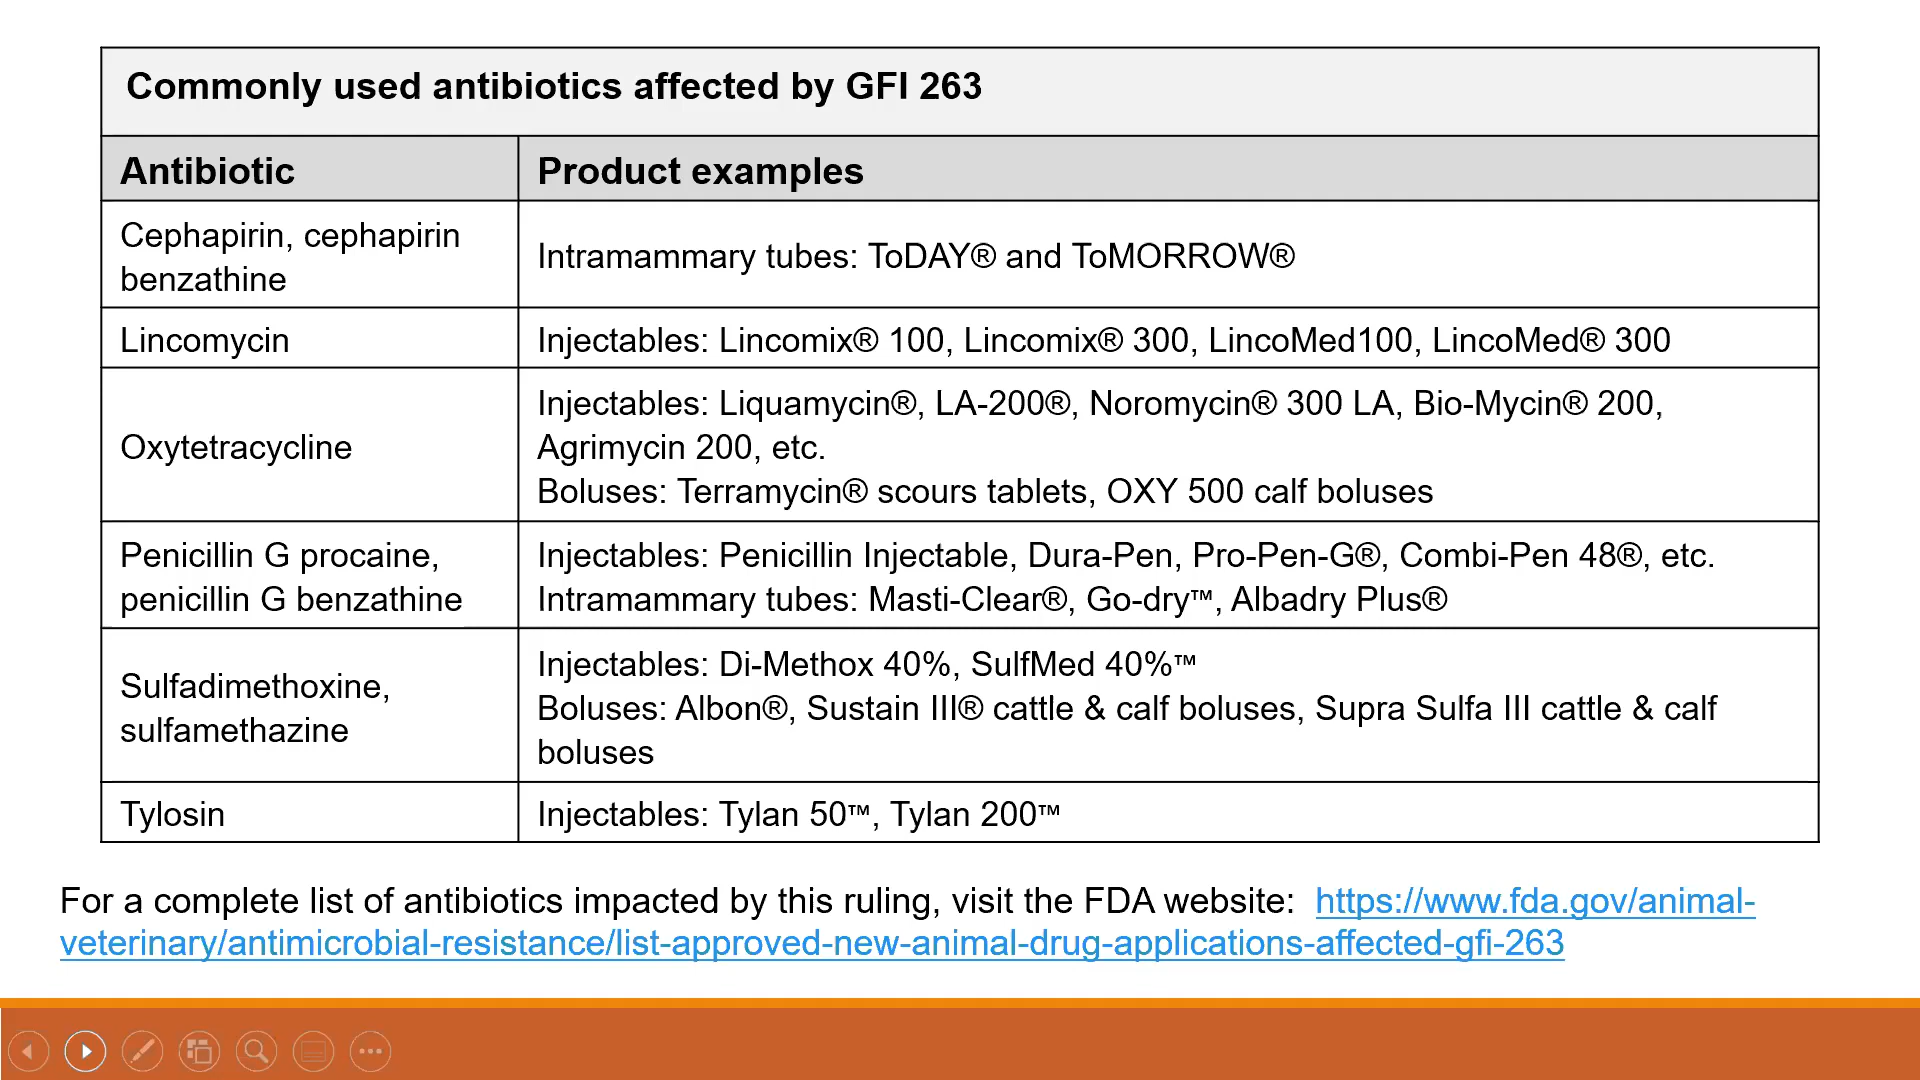 Commonly used antibiotics affected by GFI 263
Antibiotic
Product examples
Cephapirin, cephapirin
benzathine
Intramammary tubes: ToDAY® and ToMORROW®
Lincomycin
Injectables: Lincomix® 100, Lincomix® 300, LincoMed100, LincoMed® 300
Oxytetracycline
Injectables: Liquamycin®, LA-200®, Noromycin® 300 LA, Bio-Mycin® 200,
Agrimycin 200, etc.
Boluses: Terramycin® scours tablets, OXY 500 calf boluses
Penicillin G procaine,
penicillin G benzathine
Injectables: Penicillin Injectable, Dura-Pen, Pro-Pen-G®, Combi-Pen 48®, etc.
Intramammary tubes: Masti-Clear®, Go-dry™, Albadry Plus®
Sulfadimethoxine,
sulfamethazine
Injectables: Di-Methox 40%, SulfMed 40%™
Boluses: Albon®, Sustain III® cattle & calf boluses, Supra Sulfa III cattle & calf
boluses
Tylosin
Injectables: Tylan 50™, Tylan 200™
For a complete list of antibiotics impacted by this ruling, visit the FDA website: https://www.fda.gov/animal-
veterinary/antimicrobial-resistance/list-approved-new-animal-drug-applications-affected-gfi-263